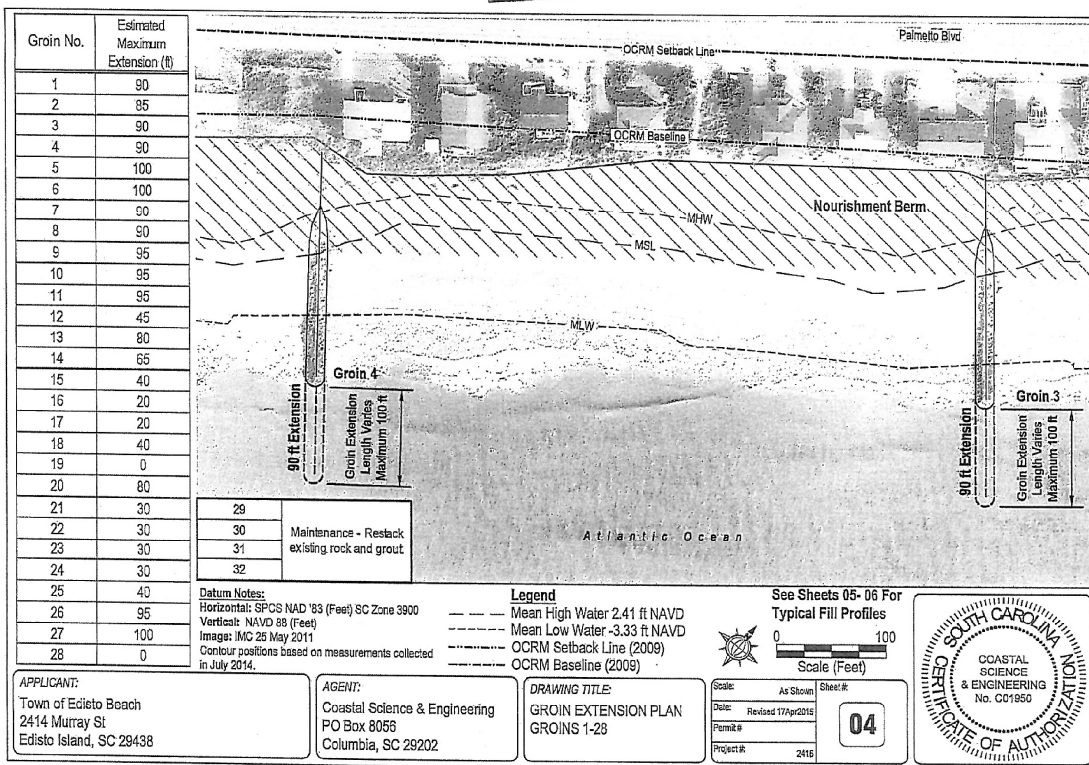 Groin No. Estimated Maximum Extension (ft)
1 90
2 85
3 90
4 90
5 100
6 100
7 90
8 90
9 95
10 95
11 95
12 45
13 80
14 65
15 40
16 20
17 20
18 40
19 0
20 80
21 30
22 30
23 30
24 30
25 40
26 95
27 100
28 0
Palmetto Blvd
OCRM Setback Line
OCRM Baseline
Nourishment Berm
MHW
MSL
MLW
Groin 4
90 ft Extension
Groin Extension
Length Varies
Maximum 100 ft
Groin 3
90 ft Extension
Groin Extension
Length Varies
Maximum 100 ft
Atlantic Ocean
29
30
31
32
Maintenance - Restack
existing rock and grout
Datum Notes:
Horizontal: SPCS NAD '83 (Feet) SC Zone 3900
Vertical: NAVD 88 (Feet)
Image: IMC 25 May 2011
Contour positions based on measurements collected
in July 2014.
Legend
Mean High Water 2.41 ft NAVD
Mean Low Water -3.33 ft NAVD
OCRM Setback Line (2009)
OCRM Baseline (2009)
See Sheets 05- 06 For
Typical Fill Profiles
0 100
Scale (Feet)
SOUTH CAROLINA
COASTAL
SCIENCE
& ENGINEERING
No. C01950
CERTIFICATE OF AUTHORIZATION
APPLICANT:
Town of Edisto Beach
2414 Murray St
Edisto Island, SC 29438
AGENT:
Coastal Science & Engineering
PO Box 8056
Columbia, SC 29202
DRAWING TITLE:
GROIN EXTENSION PLAN
GROINS 1-28
Scale: As Shown
Date: Revised 17Apr2015
Permit#
Project#: 2416
Sheet#:
04